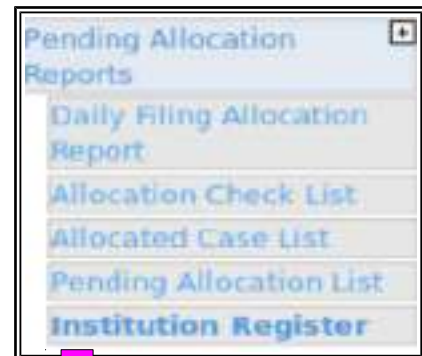 Pending Allocation
Reports
Daily Filing Allocation
Report
Allocation Check List
Allocated Case List
Pending Allocation List
Institution Register